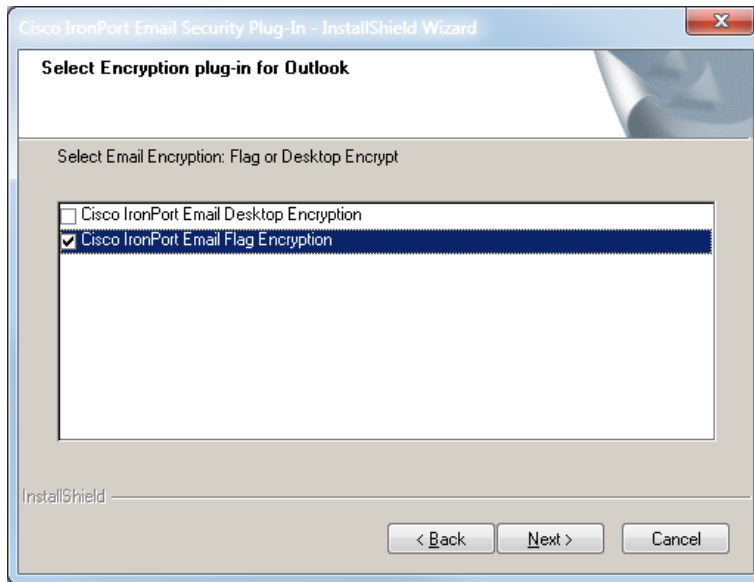 Cisco IronPort Email Security Plug-In - InstallShield Wizard
Select Encryption plug-in for Outlook
Select Email Encryption: Flag or Desktop Encrypt
Cisco IronPort Email Desktop Encryption
Cisco IronPort Email Flag Encryption
InstallShield
< Back Next > Cancel